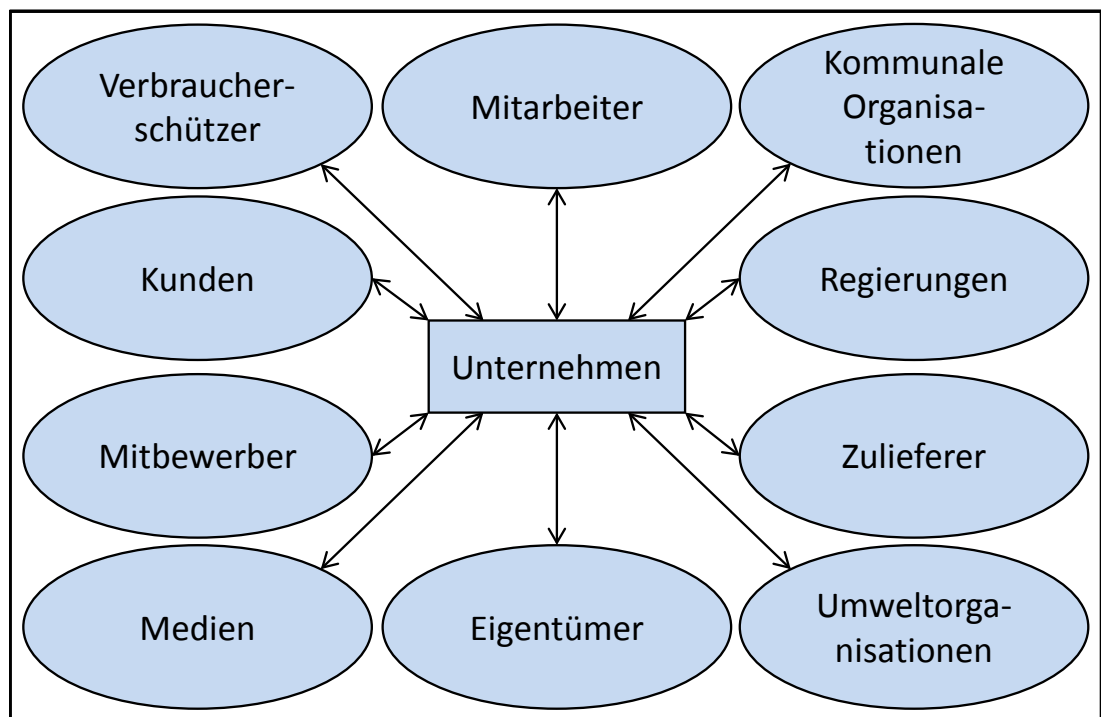 Verbraucher-
schützer
Mitarbeiter
Kommunale
Organisa-
tionen
Kunden
Regierungen
Unternehmen
Mitbewerber
Zulieferer
Medien
Eigentümer
Umweltorga-
nisationen